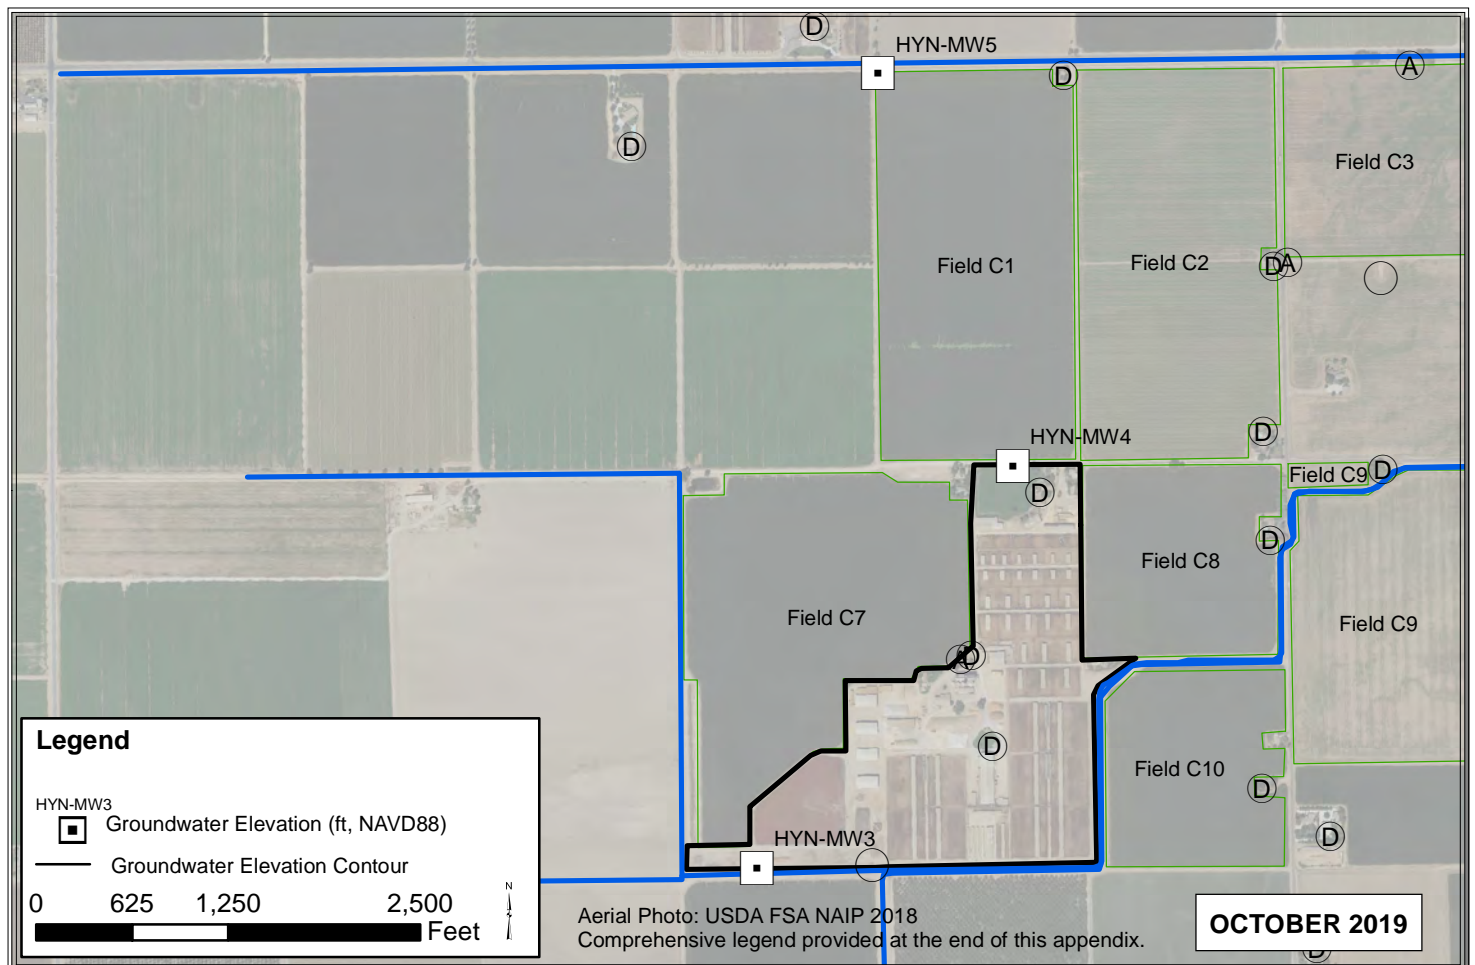 D
HYN-MW5
D
A
D
Field C3
Field C1
Field C2
D
A
HYN-MW4
D
Field C9
D
D
D
Field C8
Field C7
Field C9
A
D
D
Field C10
D
D
HYN-MW3
Legend
HYN-MW3
Groundwater Elevation (ft, NAVD88)
Groundwater Elevation Contour
0 625 1,250 2,500
Feet
N
Aerial Photo: USDA FSA NAIP 2018
Comprehensive legend provided at the end of this appendix.
OCTOBER 2019
D